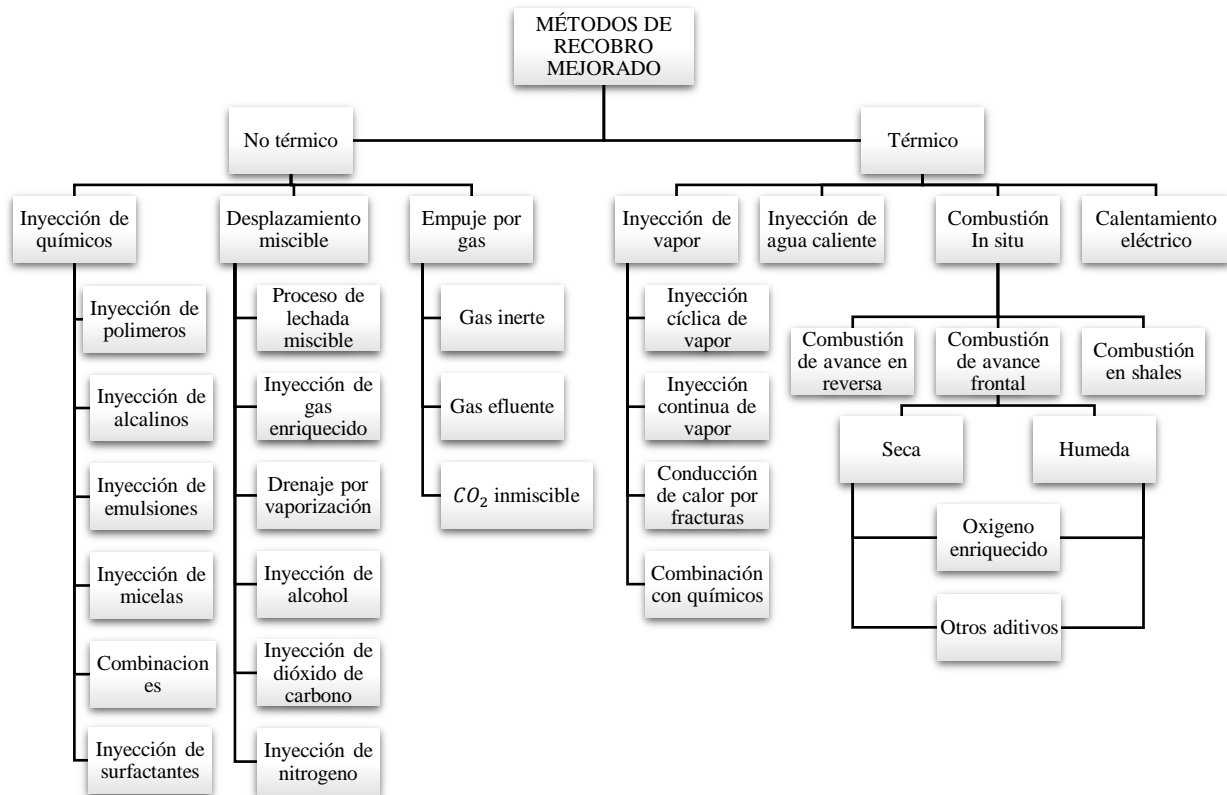 MÉTODOS DE
RECOBRO
MEJORADO
No térmico
Térmico
Inyección de
químicos
Desplazamiento
miscible
Empuje por
gas
Inyección de
vapor
Inyección de
agua caliente
Combustión
In situ
Calentamiento
eléctrico
Inyección de
polimeros
Inyección de
alcalinos
Inyección de
emulsiones
Inyección de
micelas
Combinacion
es
Inyección de
surfactantes
Proceso de
lechada
miscible
Inyección de
gas
enriquecido
Drenaje por
vaporización
Inyección de
alcohol
Inyección de
dióxido de
carbono
Inyección de
nitrogeno
Gas inerte
Gas efluente
CO₂ inmiscible
Inyección
cíclica de
vapor
Inyección
continua de
vapor
Conducción
de calor por
fracturas
Combinación
con químicos
Combustión
de avance en
reversa
Combustión
de avance
frontal
Combustión
en shales
Seca
Humeda
Oxigeno
enriquecido
Otros aditivos